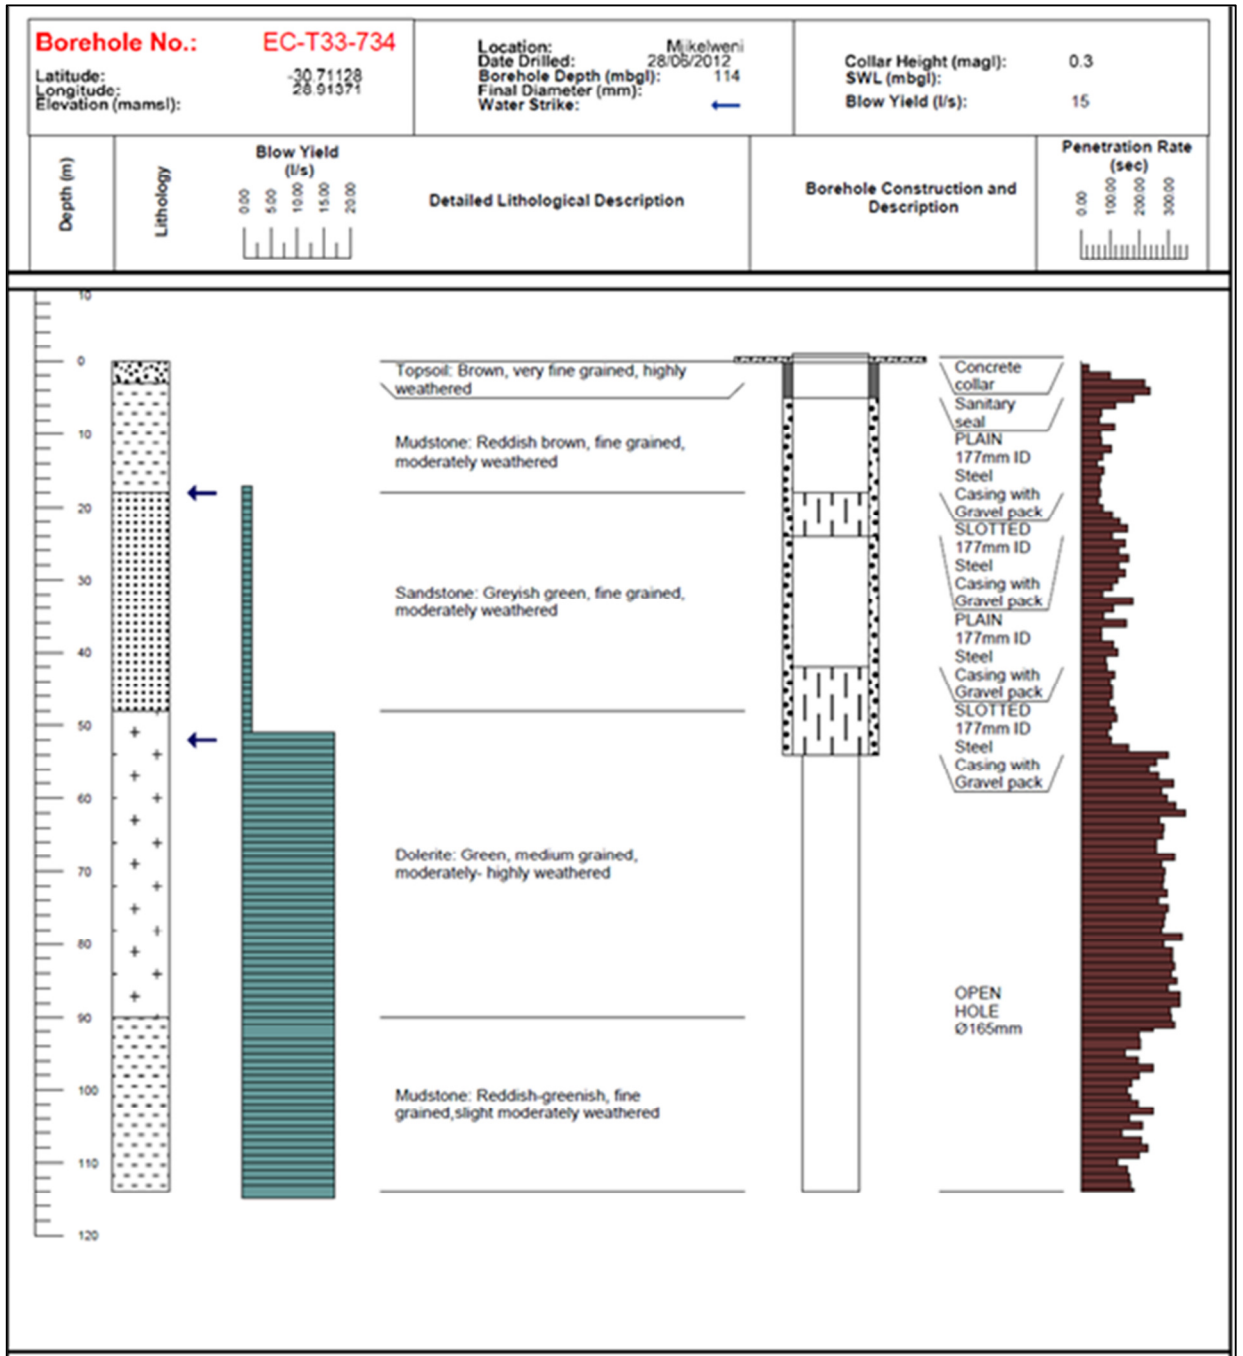 Borehole No.: EC-T33-734
Latitude: -30.71128
Longitude: 28.91371
Elevation (mamsl):
Location: Mjikelweni
Date Drilled: 28/06/2012
Borehole Depth (mbgl): 114
Final Diameter (mm):
Water Strike: ←
Collar Height (magl): 0.3
SWL (mbgl):
Blow Yield (l/s): 15
Depth (m)
Lithology
Blow Yield
(l/s)
0.00 5.00 10.00 15.00 20.00
Detailed Lithological Description
Borehole Construction and
Description
Penetration Rate
(sec)
0.00 100.00 200.00 300.00
10
0
10
20
30
40
50
60
70
80
90
100
110
120
Topsoil: Brown, very fine grained, highly
weathered
Mudstone: Reddish brown, fine grained,
moderately weathered
Sandstone: Greyish green, fine grained,
moderately weathered
Dolerite: Green, medium grained,
moderately- highly weathered
Mudstone: Reddish-greenish, fine
grained,slight moderately weathered
Concrete
collar
Sanitary
seal
PLAIN
177mm ID
Steel
Casing with
Gravel pack
SLOTTED
177mm ID
Steel
Casing with
Gravel pack
PLAIN
177mm ID
Steel
Casing with
Gravel pack
SLOTTED
177mm ID
Steel
Casing with
Gravel pack
OPEN
HOLE
Ø165mm